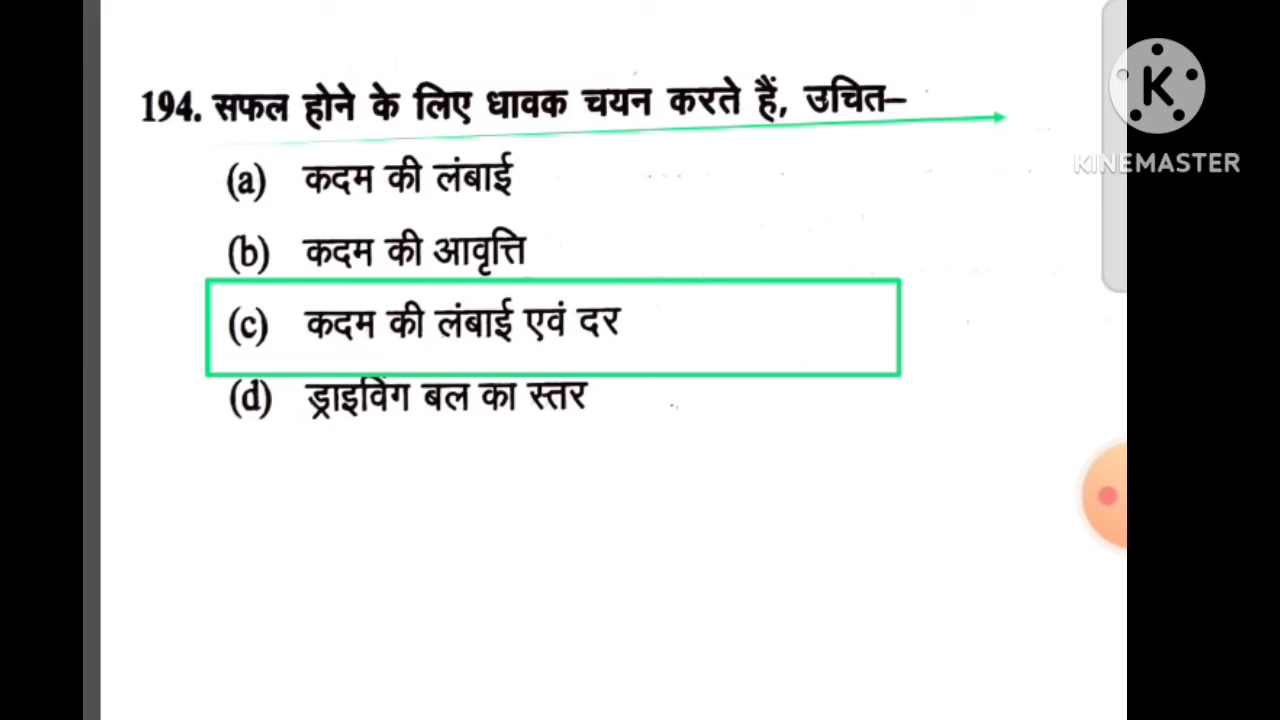 194. सफल होने के लिए धावक चयन करते हैं, उचित–
(a) कदम की लंबाई
(b) कदम की आवृत्ति
(c) कदम की लंबाई एवं दर
(d) ड्राइविंग बल का स्तर
K
KINEMASTER